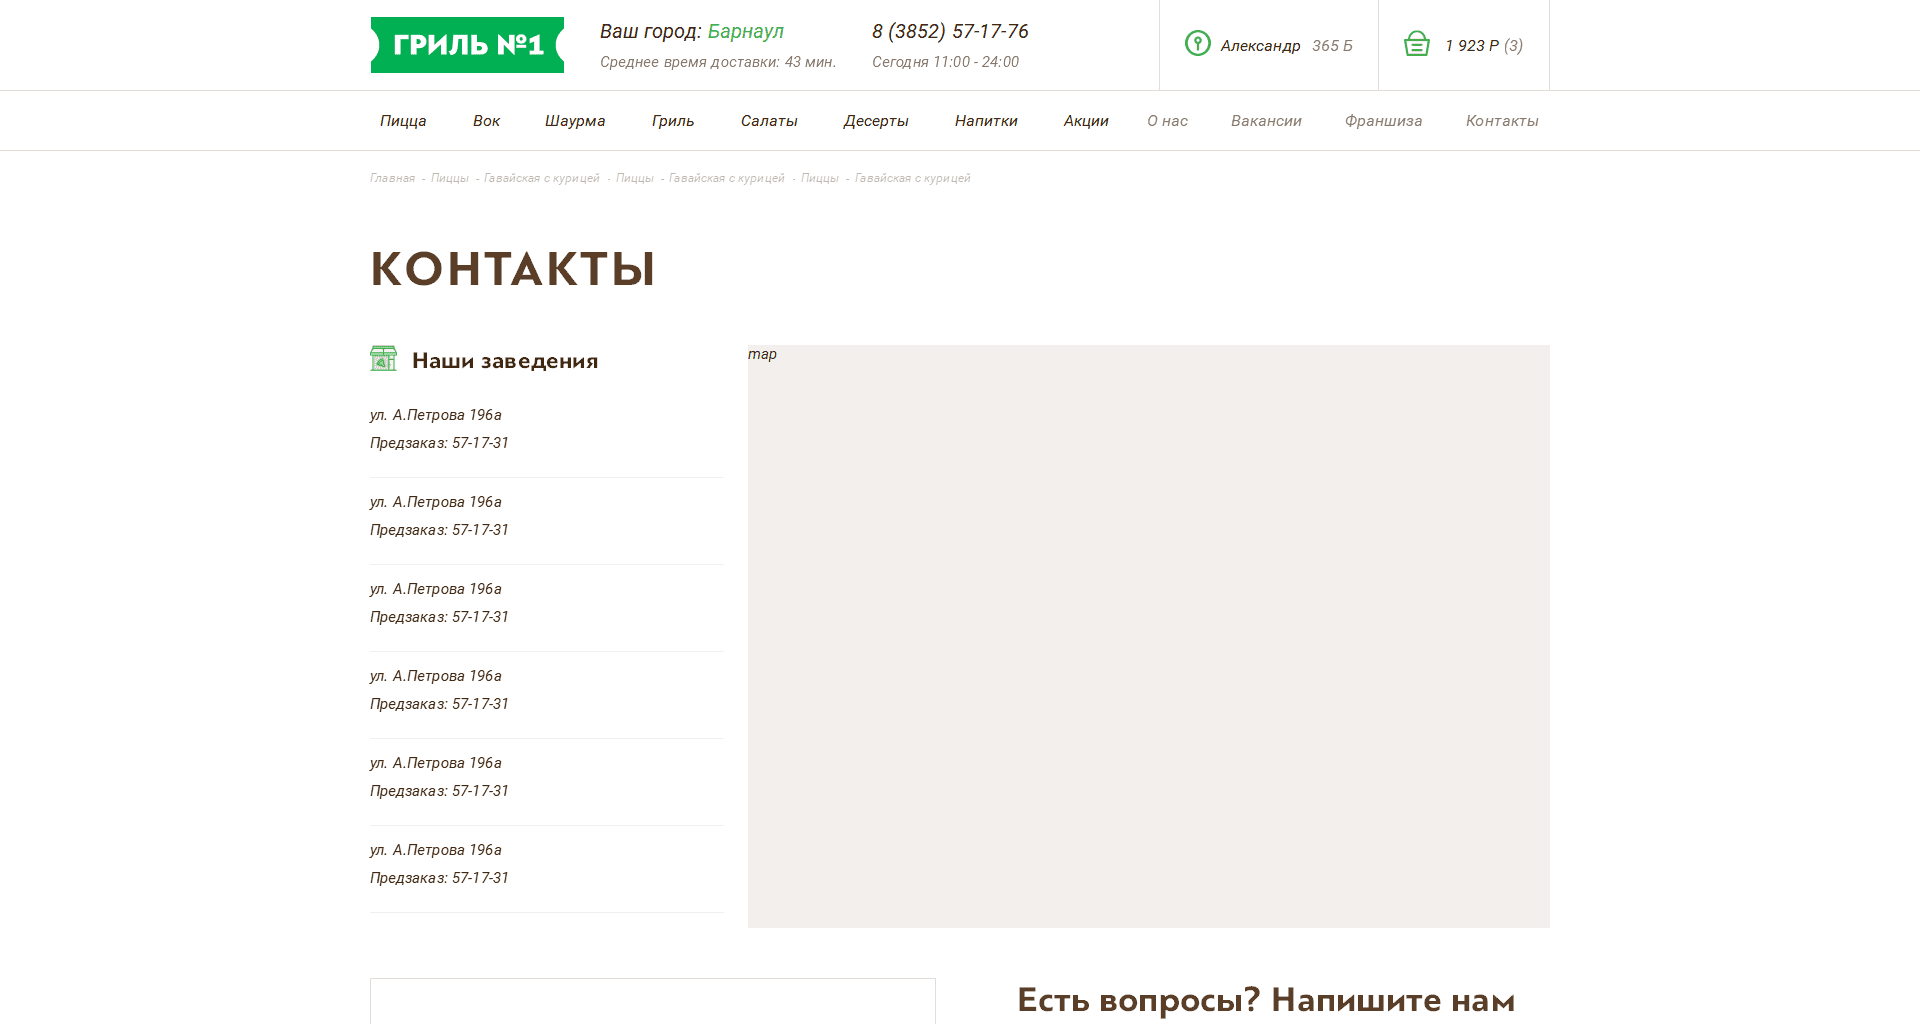 ГРИЛЬ №1
Ваш город: Барнаул
Среднее время доставки: 43 мин.
8 (3852) 57-17-76
Сегодня 11:00 - 24:00
Александр 365 Б
1 923 Р (3)
Пицца Вок Шаурма Гриль Салаты Десерты Напитки Акции О нас Вакансии Франшиза Контакты
Главная - Пиццы - Гавайская с курицей - Пиццы - Гавайская с курицей - Пиццы - Гавайская с курицей
КОНТАКТЫ
Наши заведения
ул. А.Петрова 196а
Предзаказ: 57-17-31
ул. А.Петрова 196а
Предзаказ: 57-17-31
ул. А.Петрова 196а
Предзаказ: 57-17-31
ул. А.Петрова 196а
Предзаказ: 57-17-31
ул. А.Петрова 196а
Предзаказ: 57-17-31
ул. А.Петрова 196а
Предзаказ: 57-17-31
map
Есть вопросы? Напишите нам